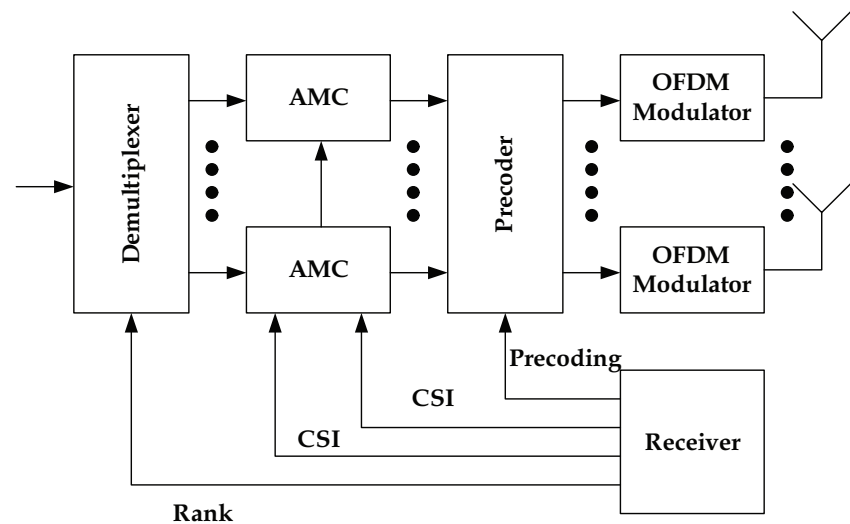 Demultiplexer
AMC
AMC
Precoder
OFDM
Modulator
OFDM
Modulator
Precoding
CSI
CSI
Rank
Receiver